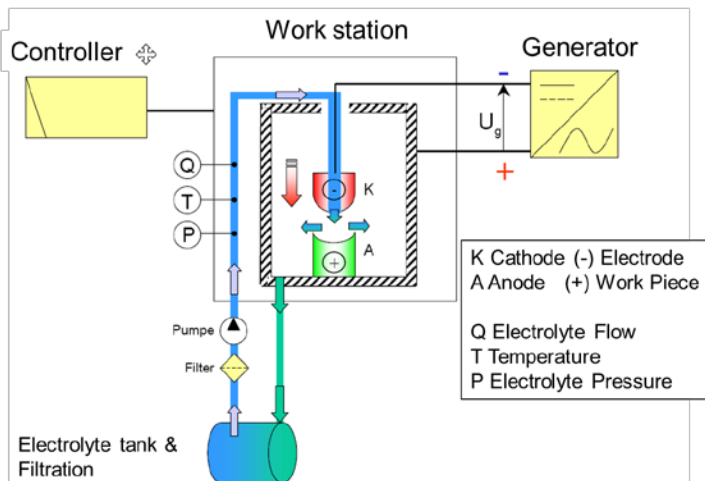 Work station
Controller
Generator
-
U_g
+
Q
T
P
K
-
A
+
K Cathode (-) Electrode
A Anode (+) Work Piece
Q Electrolyte Flow
T Temperature
P Electrolyte Pressure
Pumpe
Filter
Electrolyte tank &
Filtration